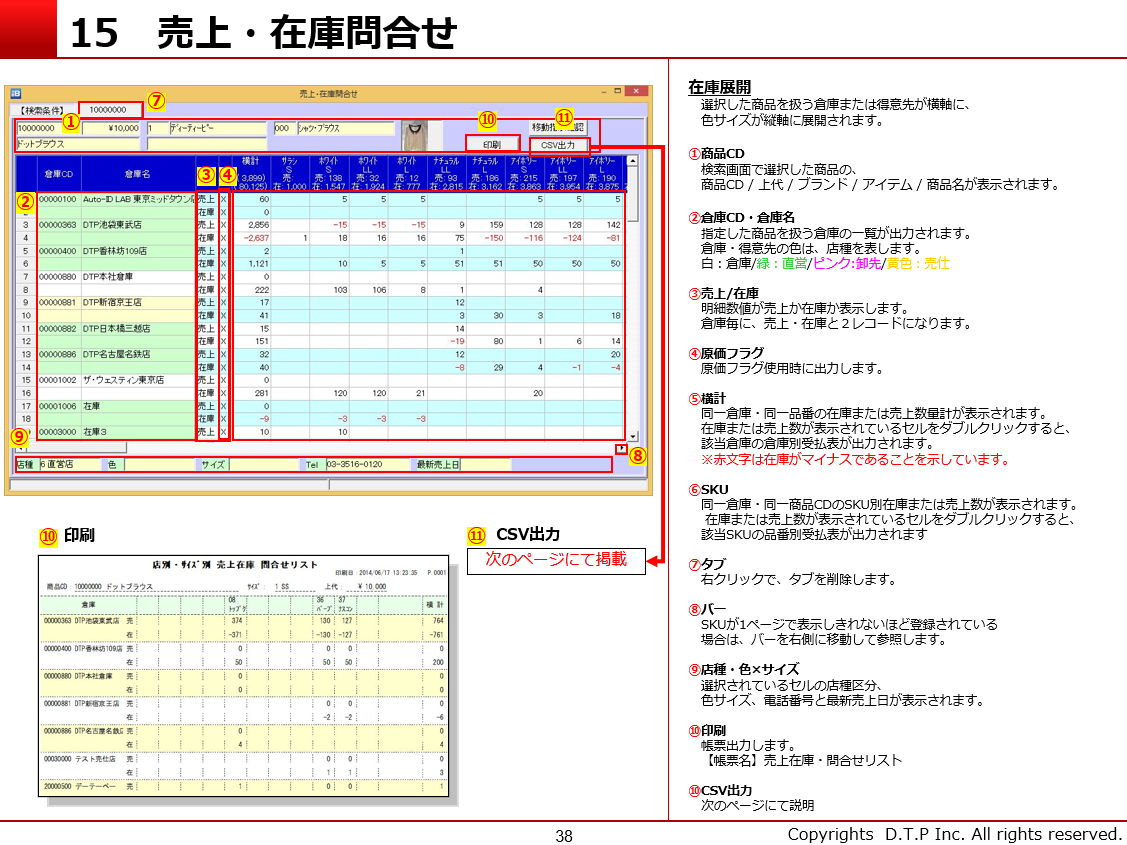 15 売上・在庫問合せ
売上・在庫問合せ
【検索条件】 10000000 ⑦
10000000 ① ¥10,000 1 ディーティーピー 000 シャツ・ブラウス ⑩ ⑪
ドットブラウス 印刷 CSV出力
倉庫CD 倉庫名 ③ ④ 横計 サラシ ホワイト ホワイト ホワイト ナチュラル ナチュラル アイボリー アイボリー アイボリー
S S LL L LL L S LL L
売: 売: 138 売: 32 売: 12 売: 93 売: 186 売: 215 売: 197 売: 190
在: 1,000 在: 1,547 在: 1,924 在: 777 在: 2,815 在: 3,162 在: 3,863 在: 3,954 在: 3,875
② 00000100 Auto-ID LAB 東京ミッドタウン 売上 X 60 5 5 5 5 5 5
在庫 X 0
3 00000363 DTP池袋東武店 売上 X 2,856 -15 -15 -15 9 159 128 128 142
4 在庫 X -2,637 1 18 16 16 75 -150 -116 -124 -81
5 00000400 DTP香林坊109店 売上 X 2 1
6 在庫 X 1,121 10 5 5 51 51 50 50 50
7 00000880 DTP本社倉庫 売上 X 0
8 在庫 X 222 103 106 8 1 4
9 00000881 DTP新宿京王店 売上 X 17 12
10 在庫 X 41 3 30 3 18
11 00000882 DTP日本橋三越店 売上 X 15 14
12 在庫 X 151 -19 80 1 6 14
13 00000886 DTP名古屋名鉄店 売上 X 32 12 20
14 在庫 X 40 -8 29 4 -1 -4
15 00001002 ザ・ウェスティン東京店 売上 X 0
16 在庫 X 281 120 120 21 20
17 00001006 在庫 売上 X 0
18 在庫 X -9 -3 -3 -3
⑨ 00003000 在庫3 売上 X 10 10
⑧
店種 6 直営店 色 サイズ Tel 03-3516-0120 最新売上日
⑩ 印刷
店別・サイズ別 売上在庫 問合せリスト
印刷日:2014/06/17 13:23:35 P.0001
商品CD: 10000000 ドットブラウス サイズ: 1 SS 上代: ¥ 10,000
倉庫 08 36 37 横計
00000363 DTP池袋東武店 売 374 130 127 764
在 -371 -130 -127 -761
00000400 DTP香林坊109店 売 0 0 0 0
在 50 50 50 200
00000880 DTP本社倉庫 売 0 0
在 0 0
00000881 DTP新宿京王店 売 0 0 0
在 -2 -2 -6
00000886 DTP名古屋名鉄店 売 0 0
在 4 4
00030000 テスト売仕店 売 0 0 0
在 1 1 3
20000500 データーベー 売 1 0 0 1
⑪ CSV出力
次のページにて掲載
在庫展開
選択した商品を扱う倉庫または得意先が横軸に、
色サイズが縦軸に展開されます。
①商品CD
検索画面で選択した商品の、
商品CD / 上代 / ブランド / アイテム / 商品名が表示されます。
②倉庫CD・倉庫名
指定した商品を扱う倉庫の一覧が出力されます。
倉庫・得意先の色は、店種を表します。
白：倉庫/緑：直営/ピンク:卸先/黄色：売仕
③売上/在庫
明細数値が売上か在庫か表示します。
倉庫毎に、売上・在庫と２レコードになります。
④原価フラグ
原価フラグ使用時に出力します。
⑤横計
同一倉庫・同一品番の在庫または売上数量計が表示されます。
在庫または売上数が表示されているセルをダブルクリックすると、
該当倉庫の倉庫別受払表が出力されます。
※赤文字は在庫がマイナスであることを示しています。
⑥SKU
同一倉庫・同一商品CDのSKU別在庫または売上数が表示されます。
在庫または売上数が表示されているセルをダブルクリックすると、
該当SKUの品番別受払表が出力されます
⑦タブ
右クリックで、タブを削除します。
⑧バー
SKUが1ページで表示しきれないほど登録されている
場合は、バーを右側に移動して参照します。
⑨店種・色×サイズ
選択されているセルの店種区分、
色サイズ、電話番号と最新売上日が表示されます。
⑩印刷
帳票出力します。
【帳票名】売上在庫・問合せリスト
⑩CSV出力
次のページにて説明
38
Copyrights D.T.P Inc. All rights reserved.